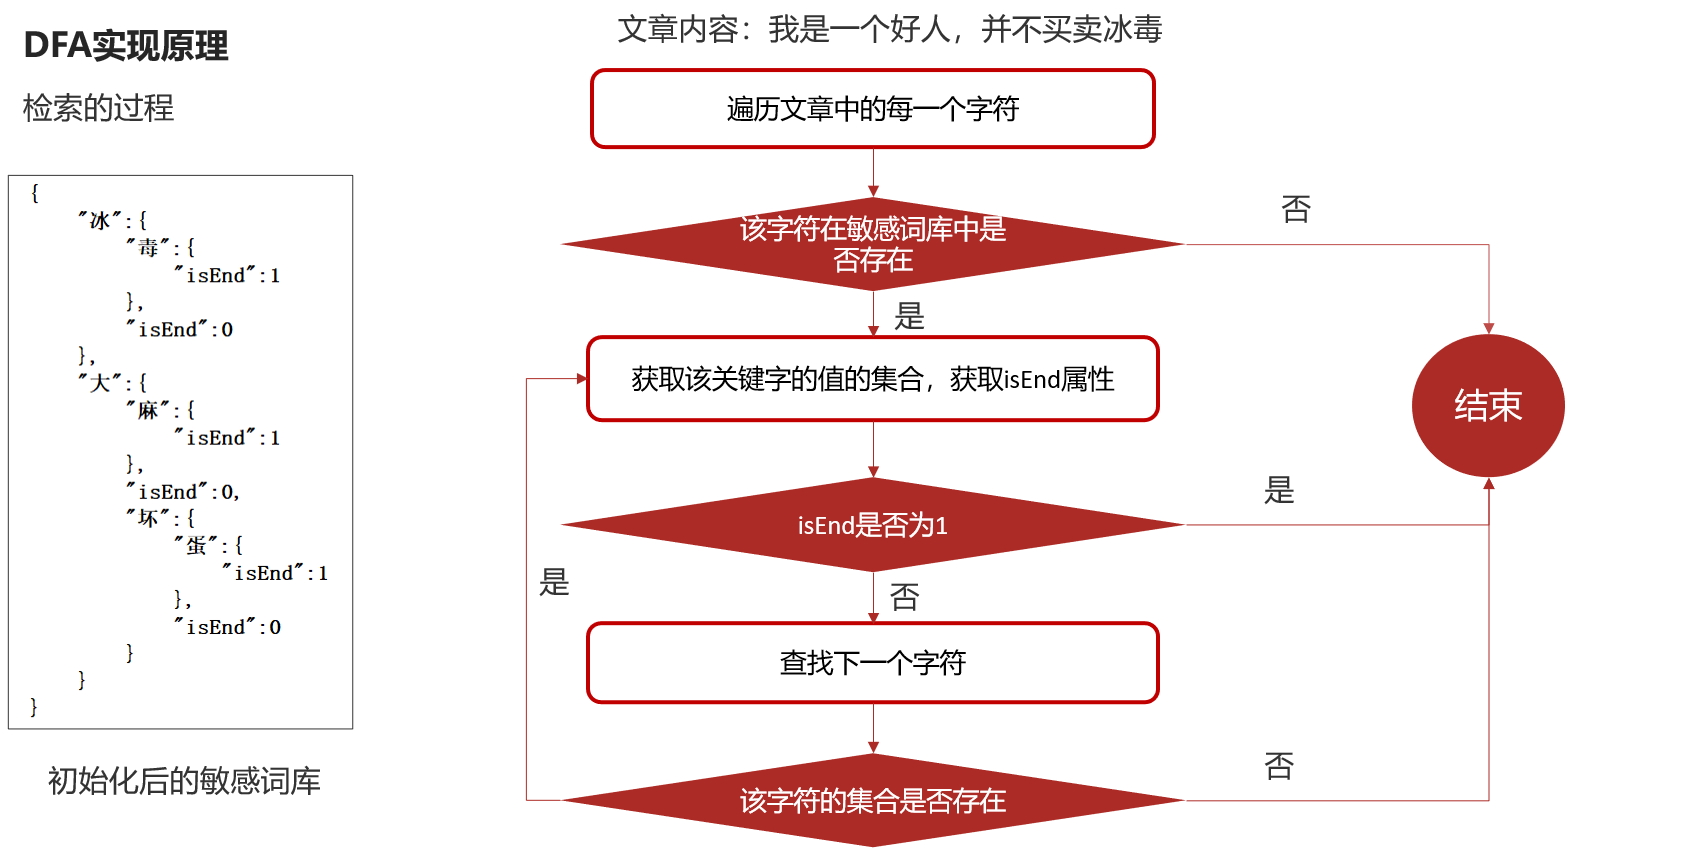 DFA实现原理
检索的过程
{
"冰":{
"毒":{
"isEnd":1
},
"isEnd":0
},
"大":{
"麻":{
"isEnd":1
},
"isEnd":0,
"坏":{
"蛋":{
"isEnd":1
},
"isEnd":0
}
}
}
初始化后的敏感词库
文章内容：我是一个好人，并不买卖冰毒
遍历文章中的每一个字符
该字符在敏感词库中是
否存在
否
是
获取该关键字的值的集合，获取isEnd属性
结束
isEnd是否为1
是
是
否
查找下一个字符
该字符的集合是否存在
否